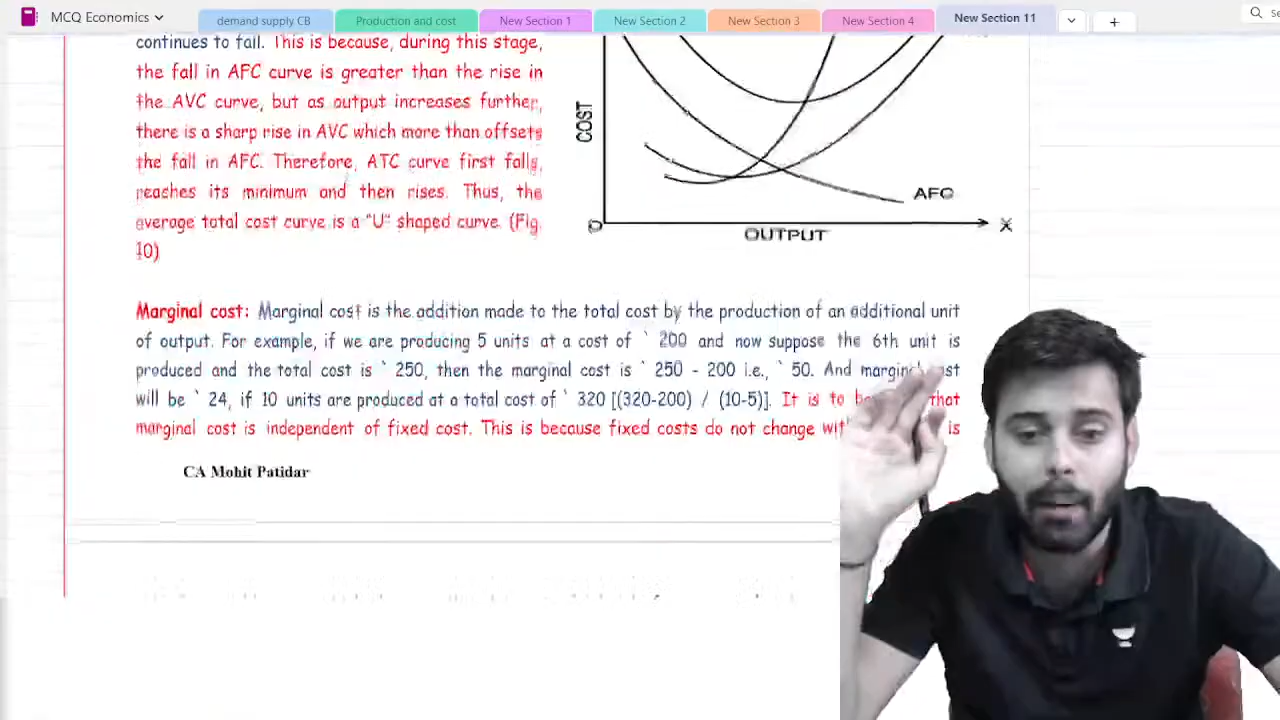 MCQ Economics
demand supply CB
Production and cost
New Section 1
New Section 2
New Section 3
New Section 4
New Section 11
+
Se
continues to fall. This is because, during this stage,
the fall in AFC curve is greater than the rise in
the AVC curve, but as output increases further,
there is a sharp rise in AVC which more than offsets
the fall in AFC. Therefore, ATC curve first falls,
reaches its minimum and then rises. Thus, the
average total cost curve is a "U" shaped curve. (Fig.
10)
COST
AFC
O
X
OUTPUT
Marginal cost: Marginal cost is the addition made to the total cost by the production of an additional unit
of output. For example, if we are producing 5 units at a cost of ` 200 and now suppose the 6th unit is
produced and the total cost is ` 250, then the marginal cost is ` 250 - 200 i.e., ` 50. And marginal cost
will be ` 24, if 10 units are produced at a total cost of ` 320 [(320-200) / (10-5)]. It is to that
marginal cost is independent of fixed cost. This is because fixed costs do not change with is
CA Mohit Patidar